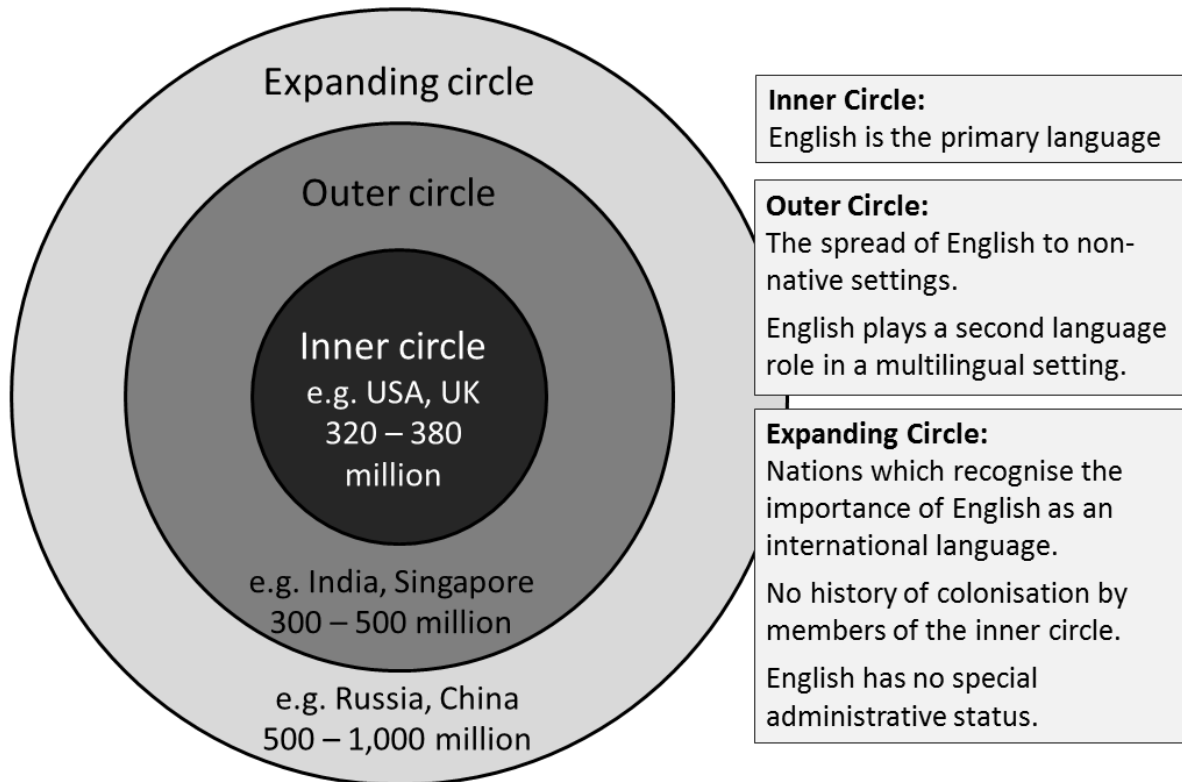 Expanding circle
Outer circle
Inner circle
e.g. USA, UK
320 – 380
million
e.g. India, Singapore
300 – 500 million
e.g. Russia, China
500 – 1,000 million
Inner Circle:
English is the primary language
Outer Circle:
The spread of English to non-
native settings.
English plays a second language
role in a multilingual setting.
Expanding Circle:
Nations which recognise the
importance of English as an
international language.
No history of colonisation by
members of the inner circle.
English has no special
administrative status.